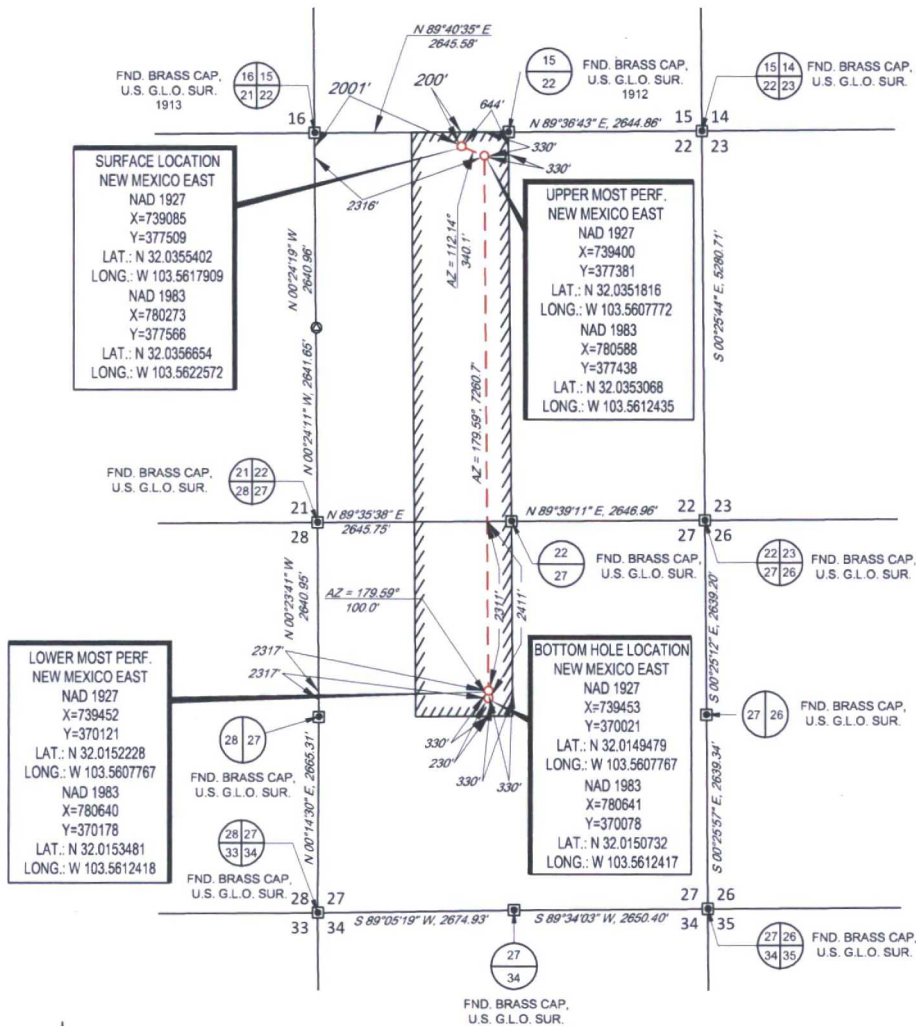 N 89°40'35" E
2645.58'
FND. BRASS CAP,
U.S. G.L.O. SUR.
1913
16 15
21 22
2001'
200'
644'
15
22
FND. BRASS CAP,
U.S. G.L.O. SUR.
1912
FND. BRASS CAP,
U.S. G.L.O. SUR.
15 14
22 23
16
N 89°36'43" E, 2644.86'
15 14
22 23
330'
330'
2316'
SURFACE LOCATION
NEW MEXICO EAST
NAD 1927
X=739085
Y=377509
LAT.: N 32.0355402
LONG.: W 103.5617909
NAD 1983
X=780273
Y=377566
LAT.: N 32.0356654
LONG.: W 103.5622572
UPPER MOST PERF.
NEW MEXICO EAST
NAD 1927
X=739400
Y=377381
LAT.: N 32.0351816
LONG.: W 103.5607772
NAD 1983
X=780588
Y=377438
LAT.: N 32.0353068
LONG.: W 103.5612435
AZ = 112.14°
340.1'
N 00°24'19" W
2640.96'
S 00°25'44" E, 5280.71'
N 00°24'11" W, 2641.65'
AZ = 179.59°, 7260.7'
FND. BRASS CAP,
U.S. G.L.O. SUR.
21 22
28 27
21
28
N 89°35'38" E
2645.75'
N 89°39'11" E, 2646.96'
22 23
27 26
22
27
FND. BRASS CAP,
U.S. G.L.O. SUR.
22 23
27 26
FND. BRASS CAP,
U.S. G.L.O. SUR.
N 00°23'41" W
2640.95'
AZ = 179.59°
100.0'
2311'
2411'
S 00°25'12" E, 2639.20'
2317'
2317'
LOWER MOST PERF.
NEW MEXICO EAST
NAD 1927
X=739452
Y=370121
LAT.: N 32.0152228
LONG.: W 103.5607767
NAD 1983
X=780640
Y=370178
LAT.: N 32.0153481
LONG.: W 103.5612418
BOTTOM HOLE LOCATION
NEW MEXICO EAST
NAD 1927
X=739453
Y=370021
LAT.: N 32.0149479
LONG.: W 103.5607767
NAD 1983
X=780641
Y=370078
LAT.: N 32.0150732
LONG.: W 103.5612417
28 27
FND. BRASS CAP,
U.S. G.L.O. SUR.
27 26
FND. BRASS CAP,
U.S. G.L.O. SUR.
330'
230'
330'
330'
N 00°14'30" E, 2665.31'
S 00°25'57" E, 2639.34'
28 27
33 34
FND. BRASS CAP,
U.S. G.L.O. SUR.
28 27
33 34
S 89°05'19" W, 2674.93'
S 89°34'03" W, 2650.40'
27 26
34 35
27
34
FND. BRASS CAP,
U.S. G.L.O. SUR.
27 26
34 35
FND. BRASS CAP,
U.S. G.L.O. SUR.